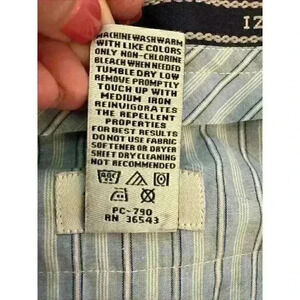 IZ
MACHINE WASH WARM
WITH LIKE COLORS
ONLY NON-CHLORINE
BLEACH WHEN NEEDED
TUMBLE DRY LOW
REMOVE PROMPTLY
TOUCH UP WITH
MEDIUM IRON
REINVIGORATES
THE REPELLENT
PROPERTIES
FOR BEST RESULTS
DO NOT USE FABRIC
SOFTENER OR DRYER
SHEET DRY CLEANING
NOT RECOMMENDED
PC-790
RN 36543